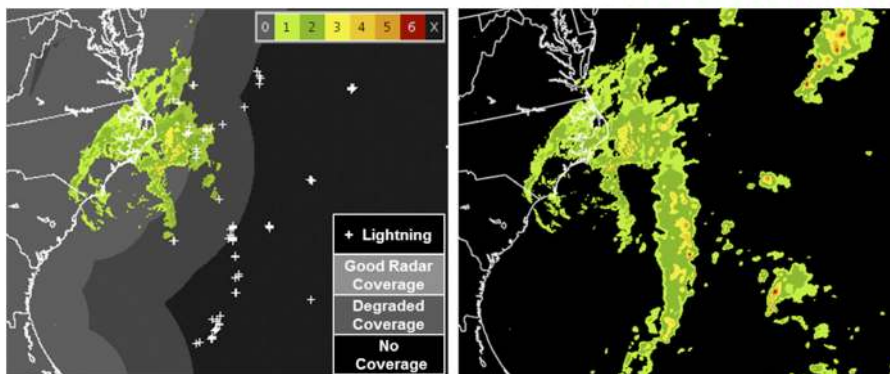 0 1 2 3 4 5 6 X
+ Lightning
Good Radar
Coverage
Degraded
Coverage
No
Coverage